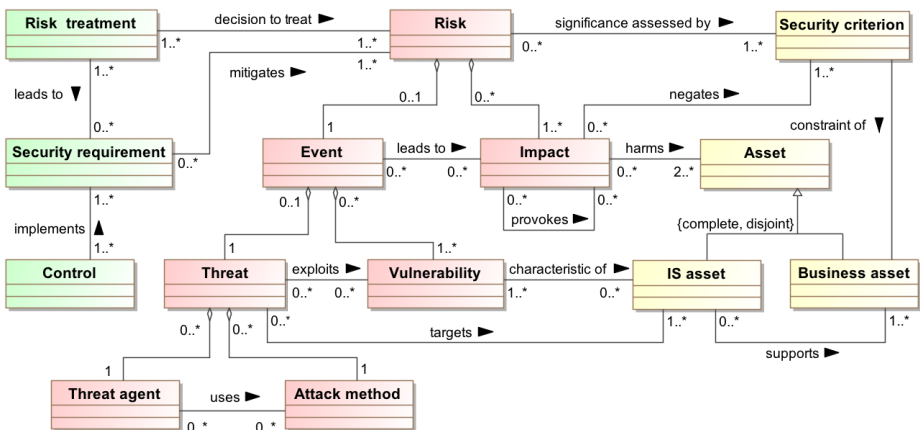 decision to treat
significance assessed by
Risk treatment
Risk
Security criterion
1..*
1..*
0..*
1..*
1..*
mitigates
1..*
1..*
leads to
0..1
0..*
negates
0..*
1
1..*
0..*
constraint of
Security requirement
0..*
Event
leads to
Impact
harms
Asset
0..*
0..*
0..*
2..*
1..*
0..1
0..*
0..*
0..*
provokes
implements
{complete, disjoint}
1..*
1
1..*
Control
Threat
exploits
Vulnerability
characteristic of
IS asset
Business asset
0..*
0..*
1..*
0..*
0..*
0..*
0..*
1..*
0..*
1..*
targets
supports
1
1
Threat agent
uses
Attack method
0..*
0..*